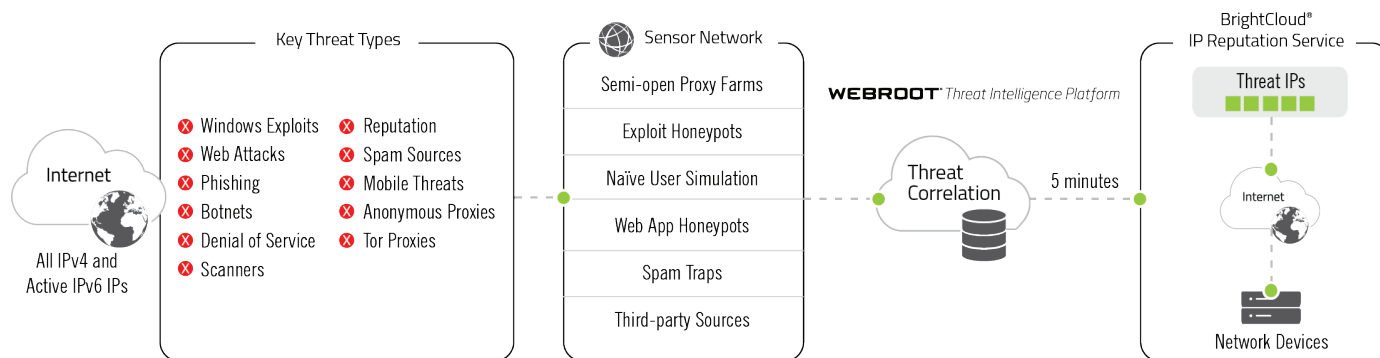 Internet
All IPv4 and
Active IPv6 IPs
Key Threat Types
Windows Exploits
Web Attacks
Phishing
Botnets
Denial of Service
Scanners
Reputation
Spam Sources
Mobile Threats
Anonymous Proxies
Tor Proxies
Sensor Network
Semi-open Proxy Farms
Exploit Honeypots
Naïve User Simulation
Web App Honeypots
Spam Traps
Third-party Sources
WEBROOT® Threat Intelligence Platform
Threat
Correlation
5 minutes
BrightCloud®
IP Reputation Service
Threat IPs
Internet
Network Devices